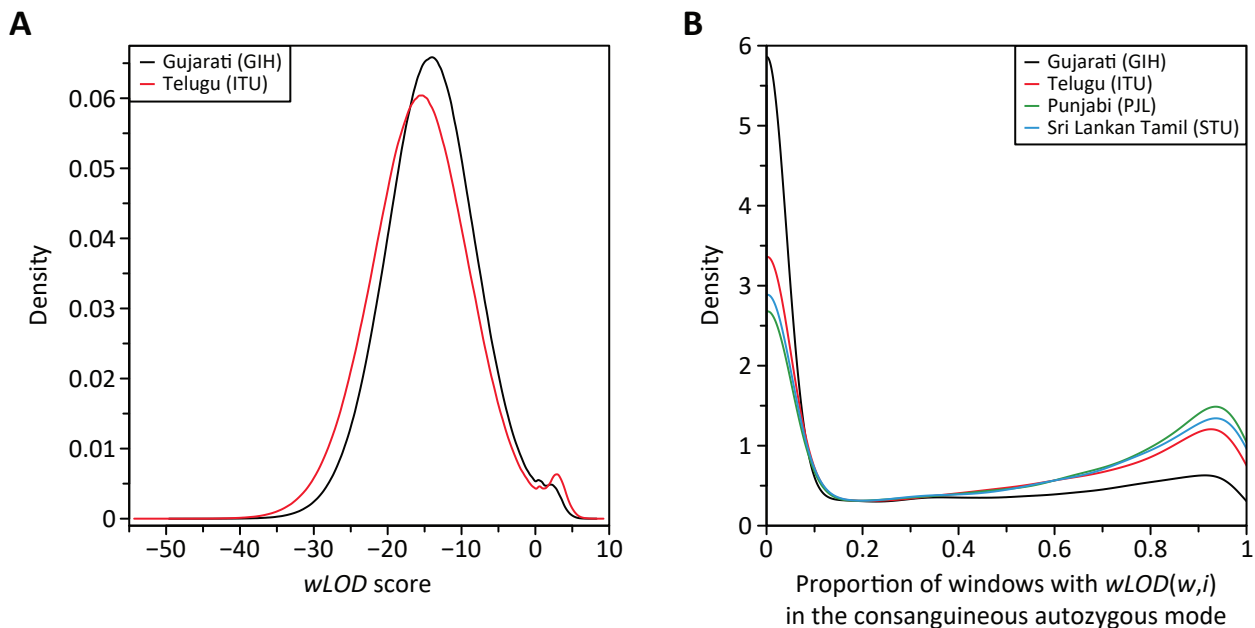 A
Gujarati (GIH)
Telugu (ITU)
0.06
0.05
0.04
0.03
0.02
0.01
0
Density
−50
−40
−30
−20
−10
0
10
wLOD score
B
Gujarati (GIH)
Telugu (ITU)
Punjabi (PJL)
Sri Lankan Tamil (STU)
6
5
4
3
2
1
0
Density
0
0.2
0.4
0.6
0.8
1
Proportion of windows with wLOD(w,i)
in the consanguineous autozygous mode